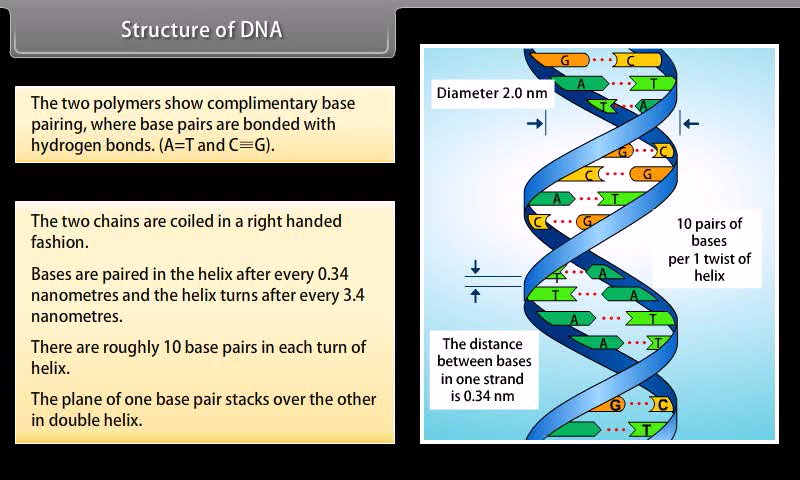 Structure of DNA
The two polymers show complimentary base
pairing, where base pairs are bonded with
hydrogen bonds. (A=T and C≡G).
The two chains are coiled in a right handed
fashion.
Bases are paired in the helix after every 0.34
nanometres and the helix turns after every 3.4
nanometres.
There are roughly 10 base pairs in each turn of
helix.
The plane of one base pair stacks over the other
in double helix.
G C
A T
Diameter 2.0 nm
T A
G C
C G
A T
C G
10 pairs of
bases
per 1 twist of
helix
T A
T A
A T
A T
The distance
between bases
in one strand
is 0.34 nm
G C
T